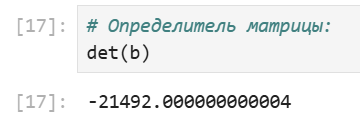 [17]: # Определитель матрицы:
det(b)
[17]: -21492.000000000004